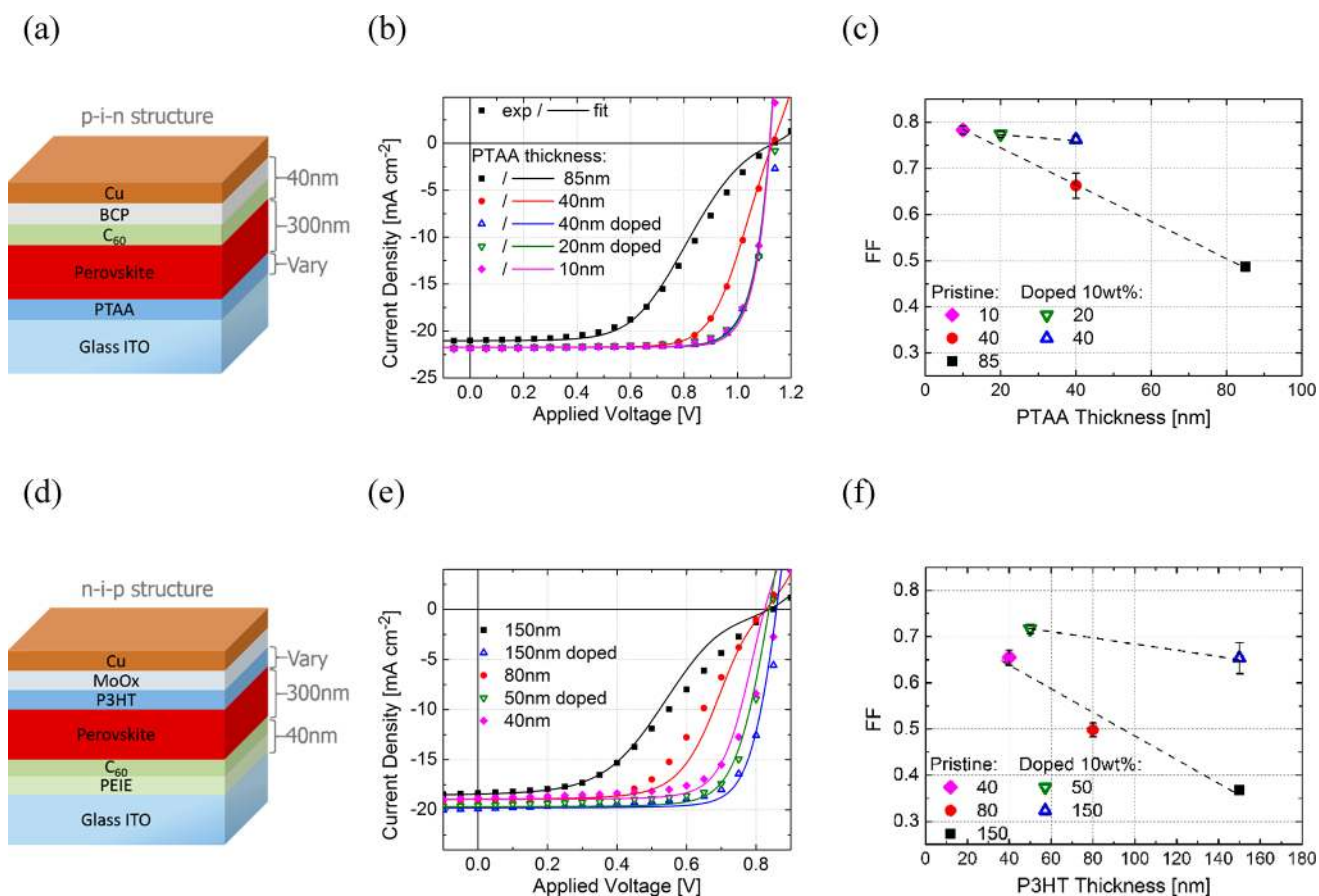 (a)
p-i-n structure
Cu
BCP
C60
Perovskite
PTAA
Glass ITO
40nm
300nm
Vary
(b)
exp / fit
PTAA thickness:
/ 85nm
/ 40nm
/ 40nm doped
/ 20nm doped
/ 10nm
Current Density [mA cm-2]
5
0
-5
-10
-15
-20
-25
0.0 0.2 0.4 0.6 0.8 1.0 1.2
Applied Voltage [V]
(c)
FF
0.8
0.7
0.6
0.5
0.4
0.3
Pristine: Doped 10wt%:
10 20
40 40
85
0 20 40 60 80 100
PTAA Thickness [nm]
(d)
n-i-p structure
Cu
MoOx
P3HT
Perovskite
C60
PEIE
Glass ITO
Vary
300nm
40nm
(e)
150nm
150nm doped
80nm
50nm doped
40nm
Current Density [mA cm-2]
0
-5
-10
-15
-20
0.0 0.2 0.4 0.6 0.8
Applied Voltage [V]
(f)
FF
0.8
0.7
0.6
0.5
0.4
0.3
Pristine: Doped 10wt%:
40 50
80 150
150
0 20 40 60 80 100 120 140 160 180
P3HT Thickness [nm]